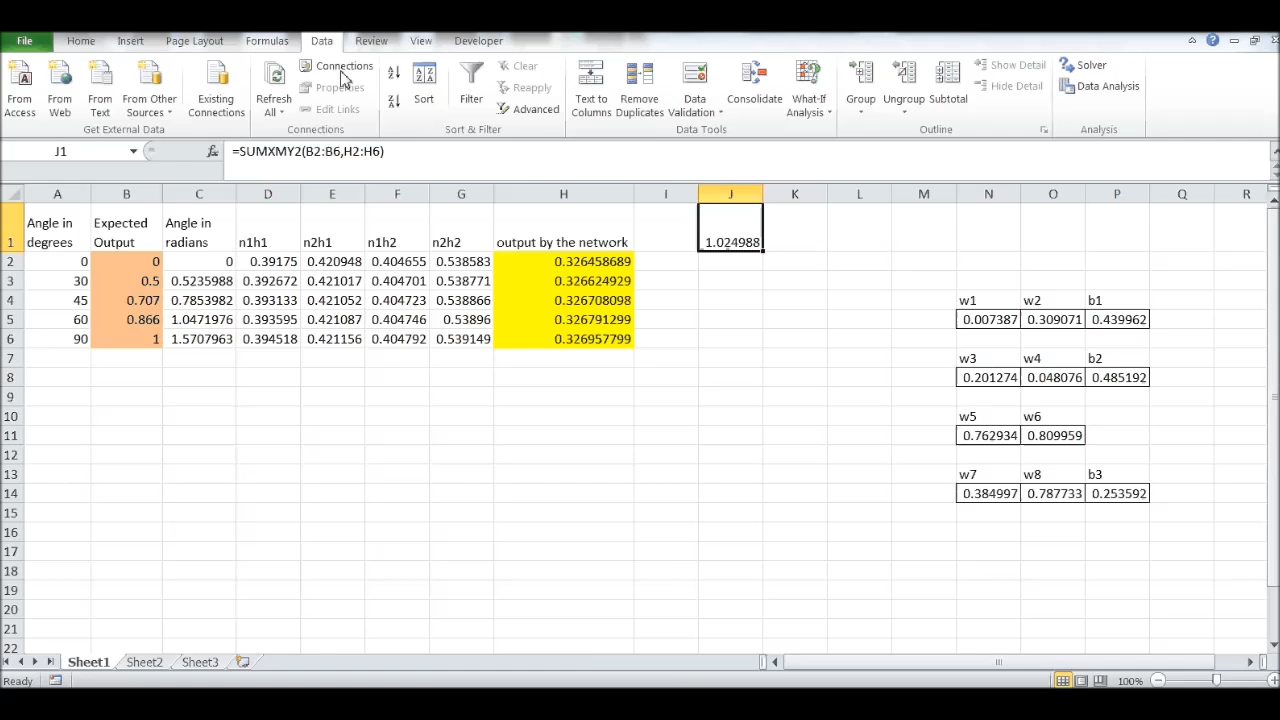 File Home Insert Page Layout Formulas Data Review View Developer
Connections Clear Show Detail Solver
Properties Reapply Hide Detail Data Analysis
From Access From Web From Text From Other Sources Existing Connections Refresh All Edit Links Sort Filter Advanced Text to Columns Remove Duplicates Data Validation Consolidate What-If Analysis Group Ungroup Subtotal
Get External Data Connections Sort & Filter Data Tools Outline Analysis
J1 fx =SUMXMY2(B2:B6,H2:H6)
A B C D E F G H I J K L M N O P Q R
Angle in Expected Angle in
1 degrees Output radians n1h1 n2h1 n1h2 n2h2 output by the network 1.024988
2 0 0 0 0.39175 0.420948 0.404655 0.538583 0.326458689
3 30 0.5 0.5235988 0.392672 0.421017 0.404701 0.538771 0.326624929
4 45 0.707 0.7853982 0.393133 0.421052 0.404723 0.538866 0.326708098 w1 w2 b1
5 60 0.866 1.0471976 0.393595 0.421087 0.404746 0.53896 0.326791299 0.007387 0.309071 0.439962
6 90 1 1.5707963 0.394518 0.421156 0.404792 0.539149 0.326957799
7 w3 w4 b2
8 0.201274 0.048076 0.485192
9
10 w5 w6
11 0.762934 0.809959
12
13 w7 w8 b3
14 0.384997 0.787733 0.253592
15
16
17
18
19
20
21
22
Sheet1 Sheet2 Sheet3
Ready 100%